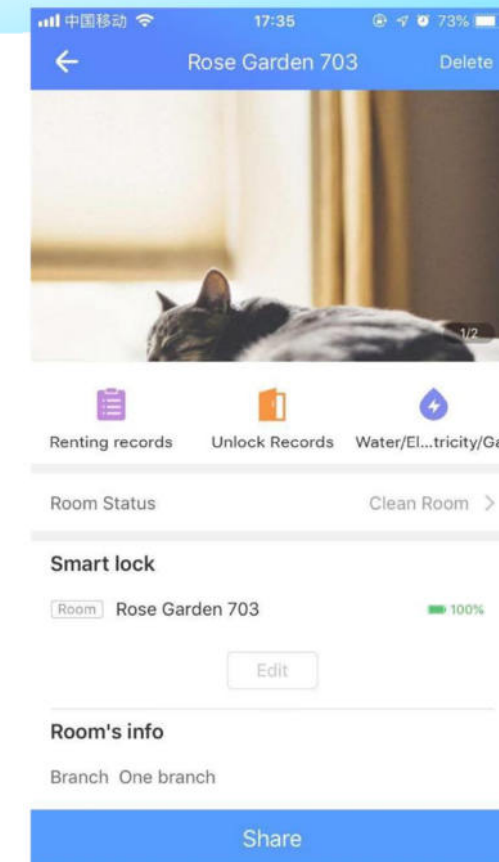 中国移动 17:35 73%
Rose Garden 703 Delete
1/2
Renting records Unlock Records Water/El...tricity/Ga
Room Status Clean Room
Smart lock
Room Rose Garden 703 100%
Edit
Room's info
Branch One branch
Share